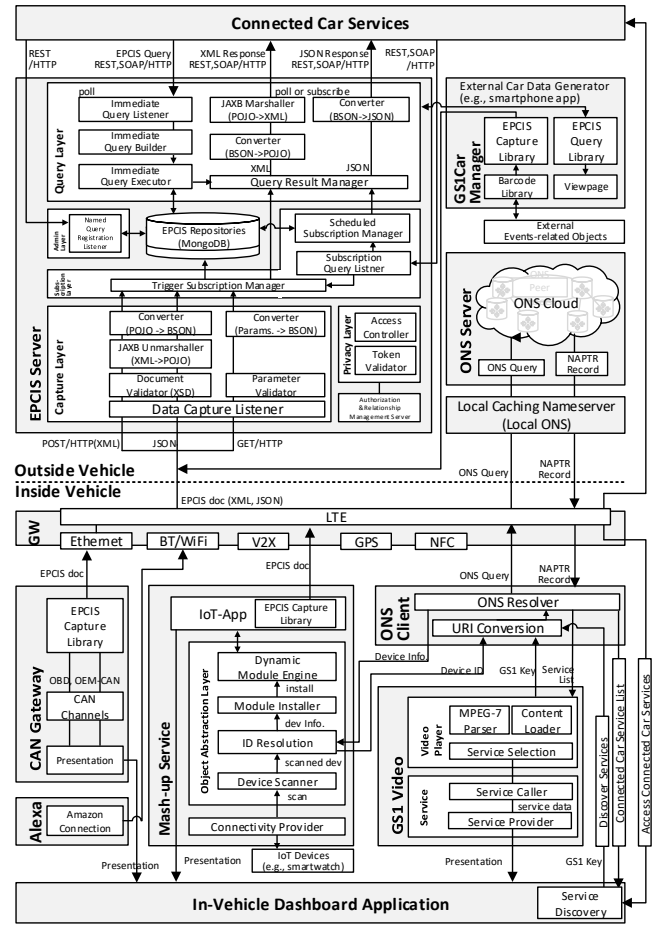 Connected Car Services
REST
/HTTP
EPCIS Query
REST,SOAP/HTTP
XML Response
REST,SOAP/HTTP
JSON Response
REST,SOAP/HTTP
REST,SOAP
/HTTP
EPCIS Server
Query Layer
poll
poll or subscribe
Immediate
Query Listener
Immediate
Query Builder
Immediate
Query Executor
JAXB Marshaller
(POJO->XML)
Converter
(BSON->POJO)
Converter
(BSON->JSON)
XML
JSON
Query Result Manager
Admin
Layer
Named
Query
Registration
Listener
EPCIS Repositories
(MongoDB)
Scheduled
Subscription Manager
Subscription
Query Listner
Subs-
cription
Layer
Trigger Subscription Manager
Capture Layer
Converter
(POJO -> BSON)
JAXB Unmarshaller
(XML->POJO)
Document
Validator (XSD)
Converter
(Params. -> BSON)
Parameter
Validator
Data Capture Listener
Privacy Layer
Access
Controller
Token
Validator
Authorization
& Relationship
Management Server
POST/HTTP(XML)
JSON
GET/HTTP
GS1Car
Manager
External Car Data Generator
(e.g., smartphone app)
EPCIS
Capture
Library
EPCIS
Query
Library
Barcode
Library
Viewpage
External
Events-related Objects
ONS Server
ONS
Peer
ONS Cloud
ONS Query
NAPTR
Record
Local Caching Nameserver
(Local ONS)
Outside Vehicle
Inside Vehicle
EPCIS doc (XML, JSON)
ONS Query
NAPTR
Record
GW
LTE
Ethernet
BT/WiFi
V2X
GPS
NFC
EPCIS doc
EPCIS doc
ONS Query
NAPTR
Record
CAN Gateway
EPCIS
Capture
Library
OBD, OEM-CAN
CAN
Channels
Presentation
Alexa
Amazon
Connection
Mash-up Service
IoT-App
EPCIS Capture
Library
Object Abstraction Layer
Dynamic
Module Engine
install
Module Installer
dev Info.
ID Resolution
scanned dev
Device Scanner
scan
Connectivity Provider
IoT Devices
(e.g., smartwatch)
ONS
Client
ONS Resolver
URI Conversion
Device Info.
Device ID
GS1 Key
Service
List
GS1 Video
Video
Player
MPEG-7
Parser
Content
Loader
Service Selection
Service
Service Caller
service data
Service Provider
Discover Services
Connected Car Service List
Access Connected Car Services
Presentation
Presentation
Presentation
GS1 Key
In-Vehicle Dashboard Application
Service
Discovery